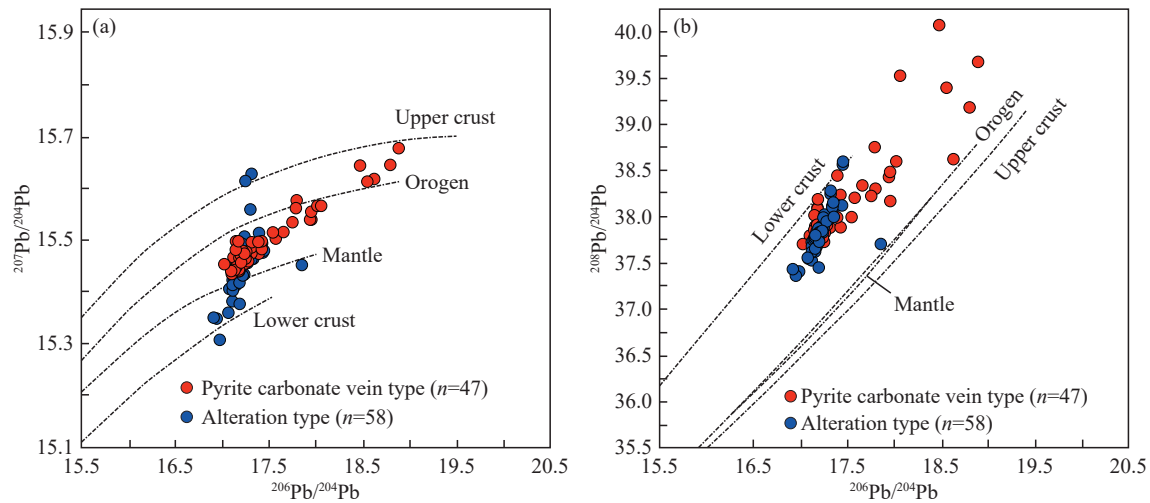 (a)
15.9
15.7
15.5
15.3
15.1
²⁰⁷Pb/²⁰⁴Pb
Upper crust
Orogen
Mantle
Lower crust
Pyrite carbonate vein type (n=47)
Alteration type (n=58)
15.5 16.5 17.5 18.5 19.5 20.5
²⁰⁶Pb/²⁰⁴Pb
(b)
40.0
39.5
39.0
38.5
38.0
37.5
37.0
36.5
36.0
35.5
²⁰⁸Pb/²⁰⁴Pb
Lower crust
Orogen
Upper crust
Mantle
Pyrite carbonate vein type (n=47)
Alteration type (n=58)
15.5 16.5 17.5 18.5 19.5 20.5
²⁰⁶Pb/²⁰⁴Pb